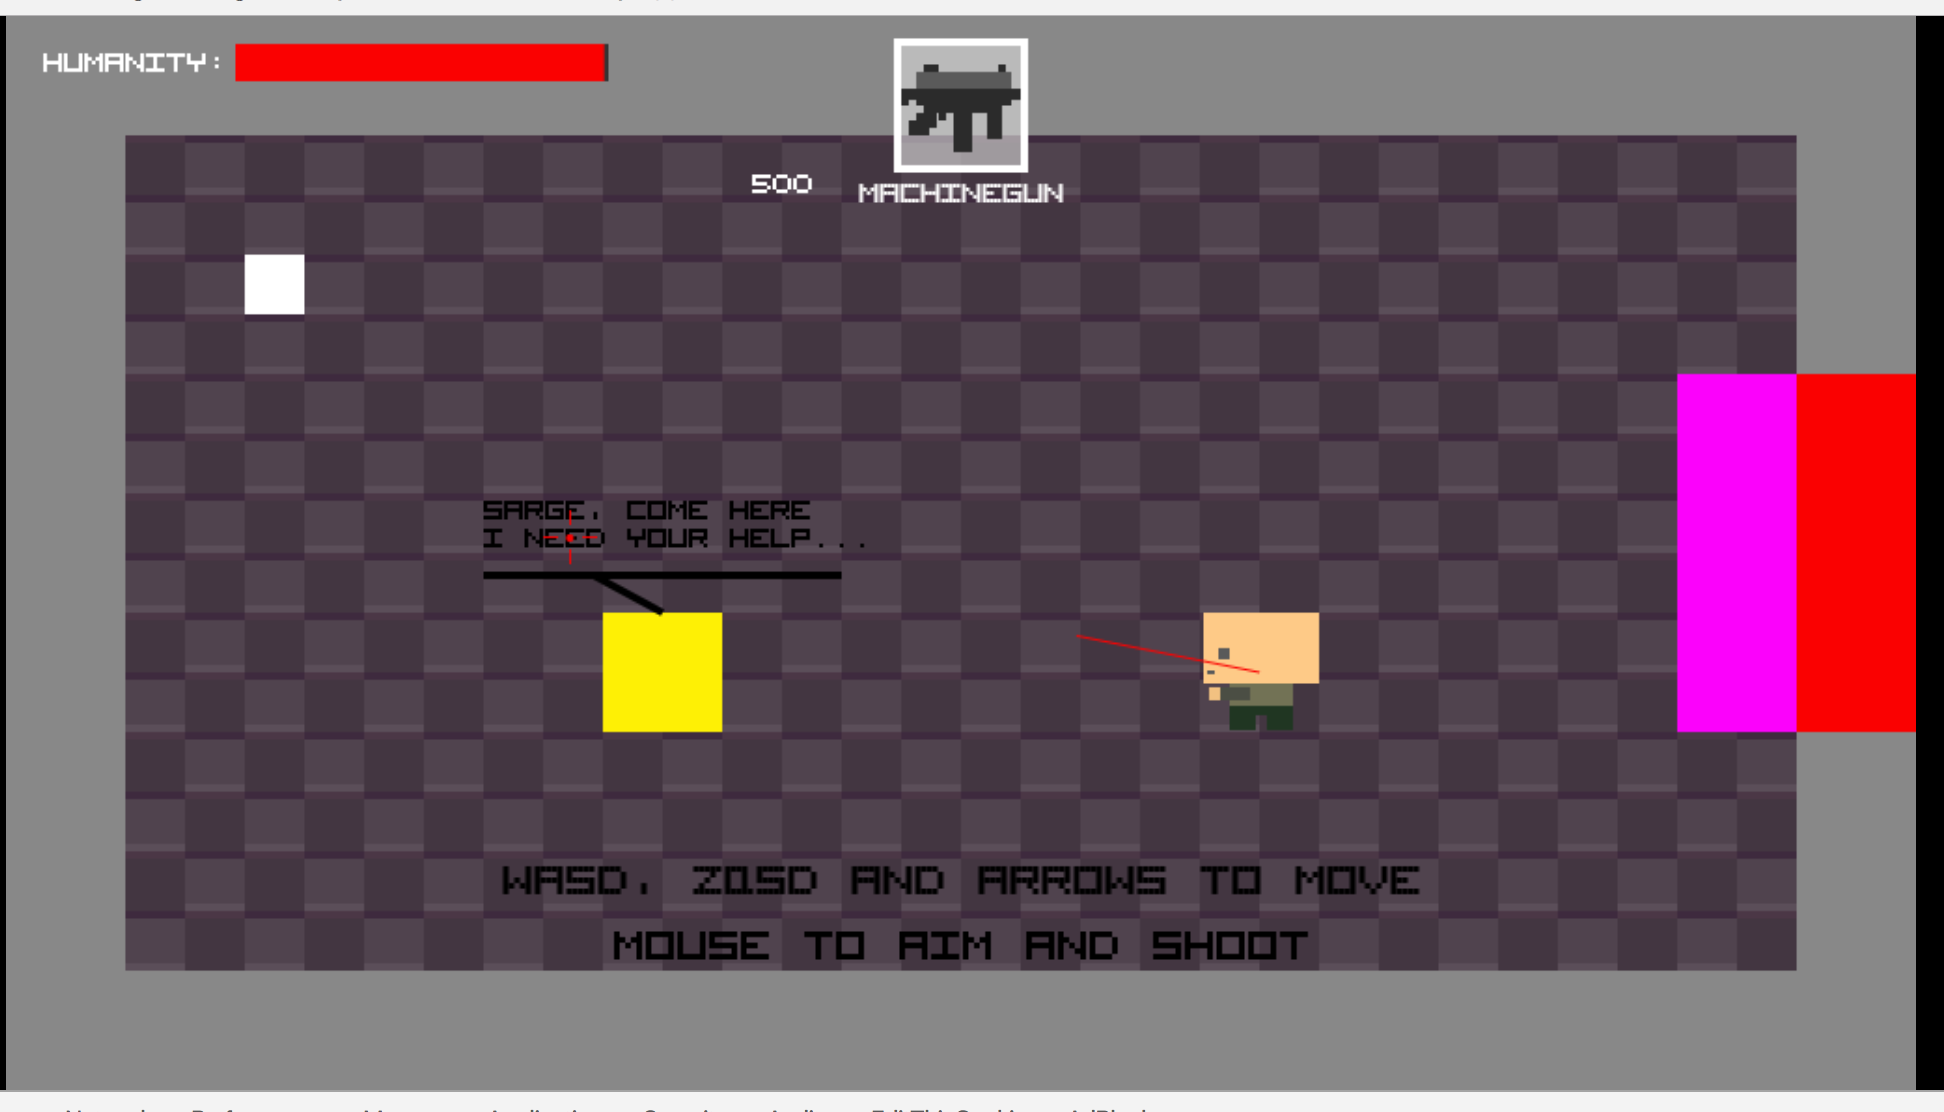 HUMANITY:
500
MACHINEGUN
SARGE, COME HERE
I NEED YOUR HELP...
WASD, ZQSD AND ARROWS TO MOVE
MOUSE TO AIM AND SHOOT